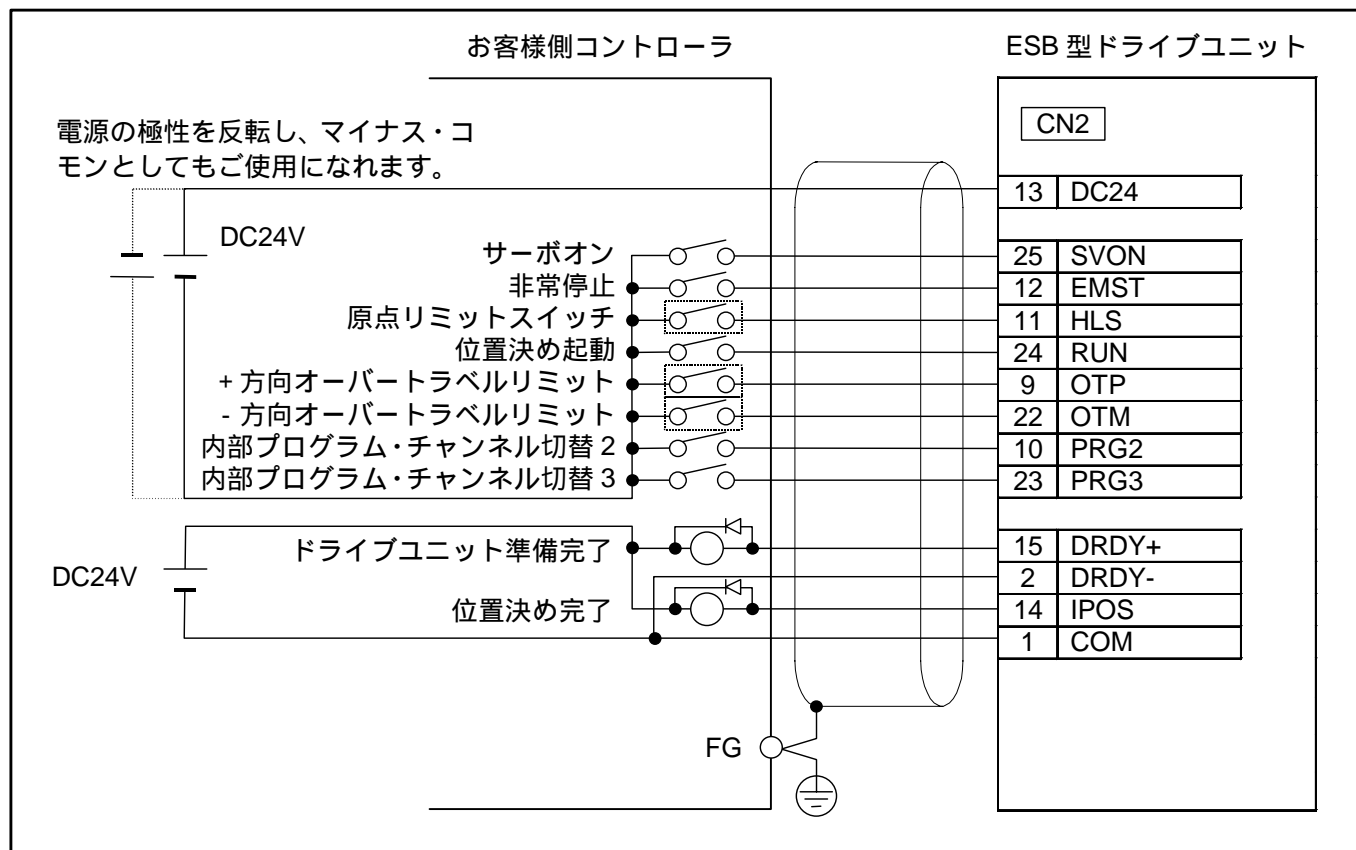 お客様側コントローラ
ESB 型ドライブユニット
電源の極性を反転し、マイナス・コ
モンとしてもご使用になれます。
CN2
13 DC24
DC24V
サーボオン 25 SVON
非常停止 12 EMST
原点リミットスイッチ 11 HLS
位置決め起動 24 RUN
+ 方向オーバートラベルリミット 9 OTP
- 方向オーバートラベルリミット 22 OTM
内部プログラム・チャンネル切替 2 10 PRG2
内部プログラム・チャンネル切替 3 23 PRG3
DC24V
ドライブユニット準備完了 15 DRDY+
2 DRDY-
位置決め完了 14 IPOS
1 COM
FG